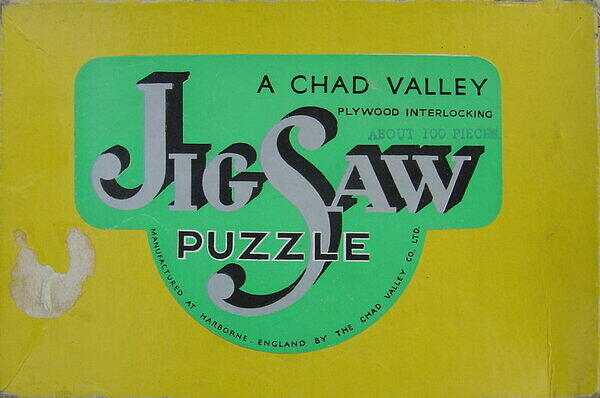 A CHAD VALLEY
PLYWOOD INTERLOCKING
ABOUT 100 PIECES.
JIGSAW
PUZZLE
MANUFACTURED AT HARBORNE, ENGLAND BY THE CHAD VALLEY CO. LTD.